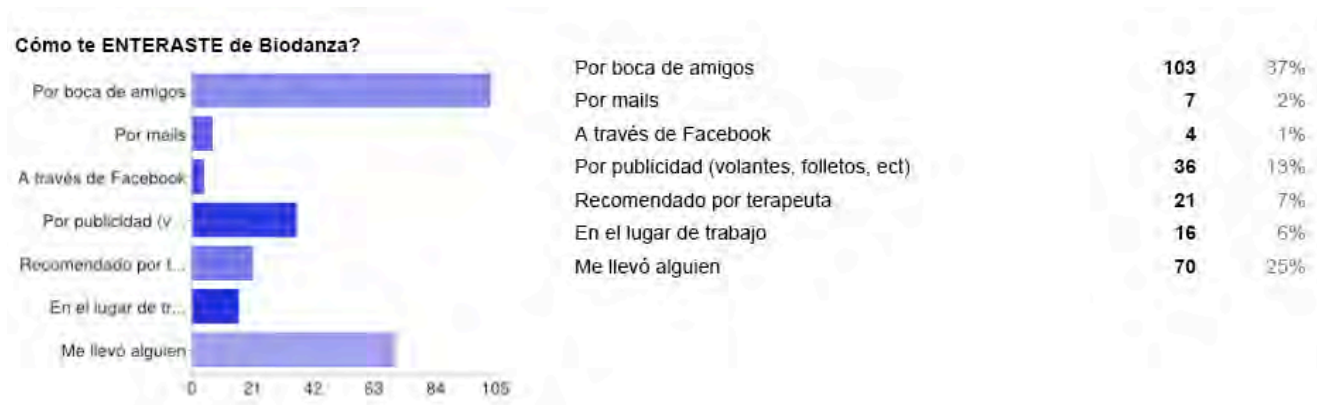 Cómo te ENTERASTE de Biodanza?
Por boca de amigos
Por mails
A través de Facebook
Por publicidad (v...
Recomendado por t...
En el lugar de tr...
Me llevó alguien
0 21 42 63 84 105
Por boca de amigos 103 37%
Por mails 7 2%
A través de Facebook 4 1%
Por publicidad (volantes, folletos, ect) 36 13%
Recomendado por terapeuta 21 7%
En el lugar de trabajo 16 6%
Me llevó alguien 70 25%